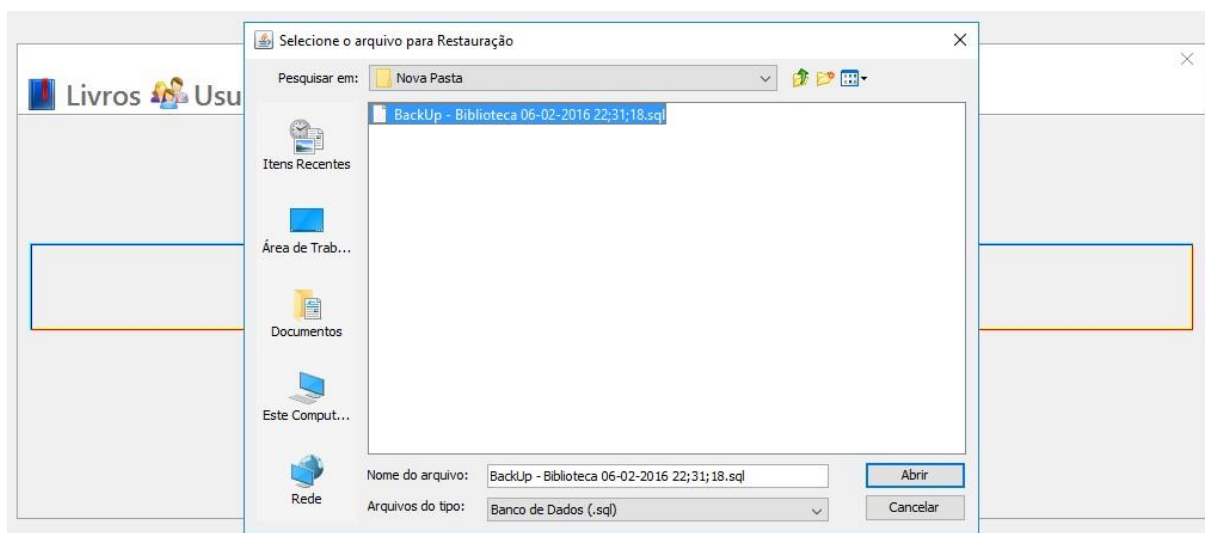 Selecione o arquivo para Restauração
Livros Usu
Pesquisar em: Nova Pasta
BackUp - Biblioteca 06-02-2016 22;31;18.sql
Itens Recentes
Área de Trab...
Documentos
Este Comput...
Rede
Nome do arquivo: BackUp - Biblioteca 06-02-2016 22;31;18.sql Abrir
Arquivos do tipo: Banco de Dados (.sql) Cancelar